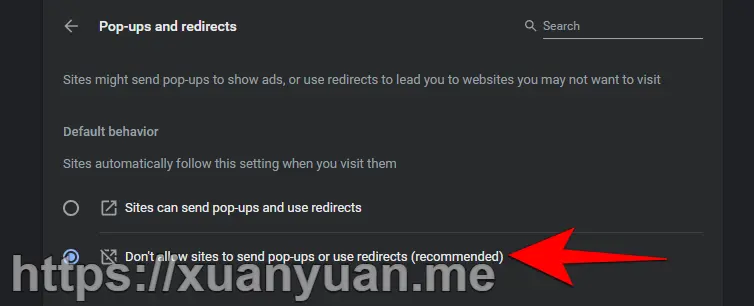 Pop-ups and redirects
Search
Sites might send pop-ups to show ads, or use redirects to lead you to websites you may not want to visit
Default behavior
Sites automatically follow this setting when you visit them
Sites can send pop-ups and use redirects
Don't allow sites to send pop-ups or use redirects (recommended)
https://xuanyuan.me